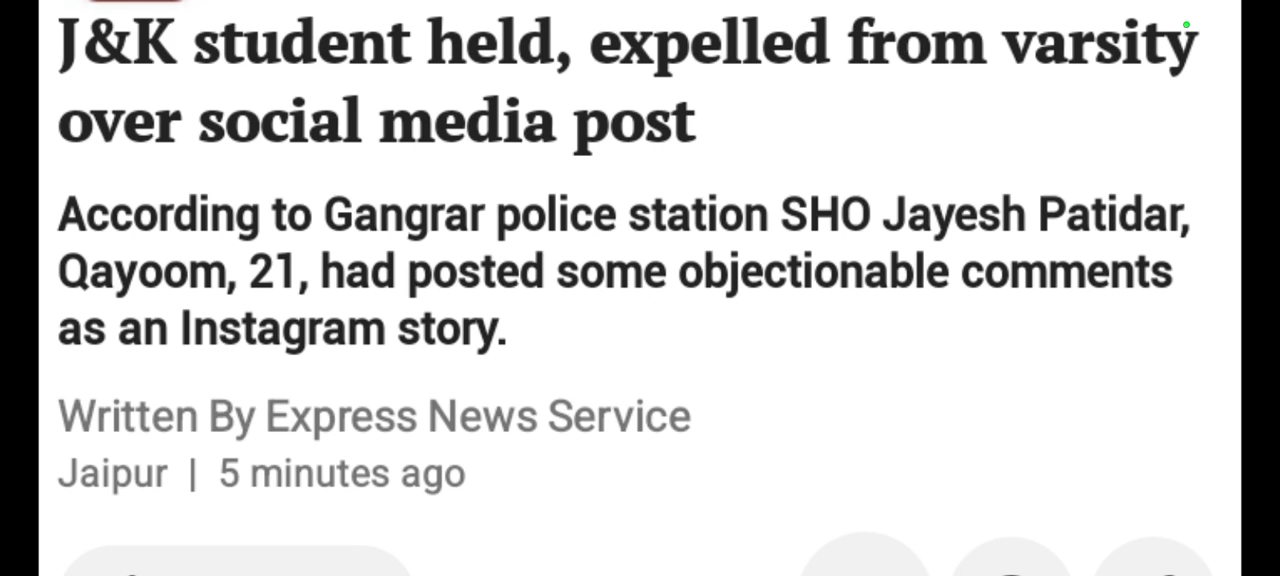 J&K student held, expelled from varsity
over social media post
According to Gangrar police station SHO Jayesh Patidar,
Qayoom, 21, had posted some objectionable comments
as an Instagram story.
Written By Express News Service
Jaipur | 5 minutes ago